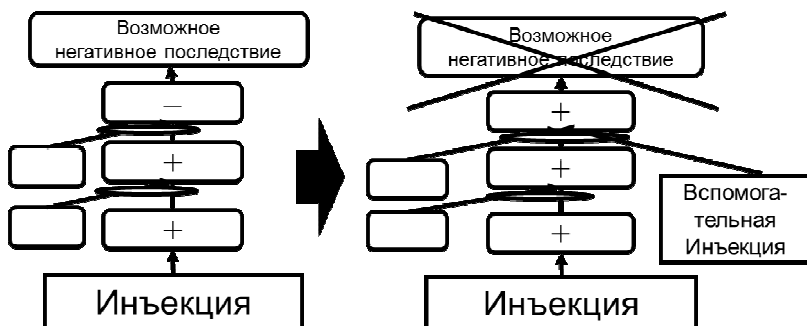 Возможное
негативное последствие
–
+
+
Инъекция
Возможное
негативное последствие
+
+
+
Вспомога-
тельная
Инъекция
Инъекция